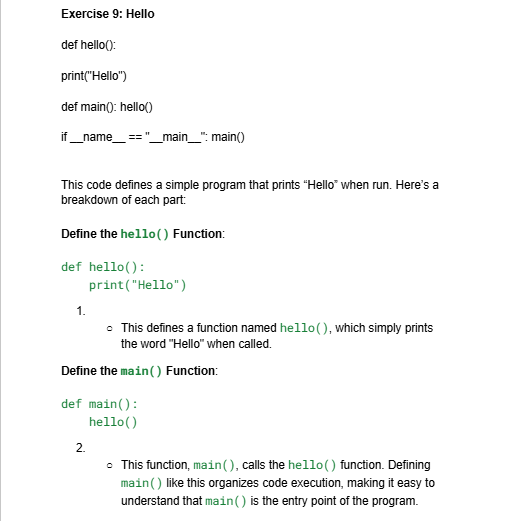 Exercise 9: Hello
def hello():
print("Hello")
def main(): hello()
if __name__ == "__main__": main()
This code defines a simple program that prints “Hello” when run. Here’s a
breakdown of each part:
Define the hello() Function:
def hello():
    print("Hello")
1.
○ This defines a function named hello(), which simply prints
the word "Hello" when called.
Define the main() Function:
def main():
    hello()
2.
○ This function, main(), calls the hello() function. Defining
main() like this organizes code execution, making it easy to
understand that main() is the entry point of the program.